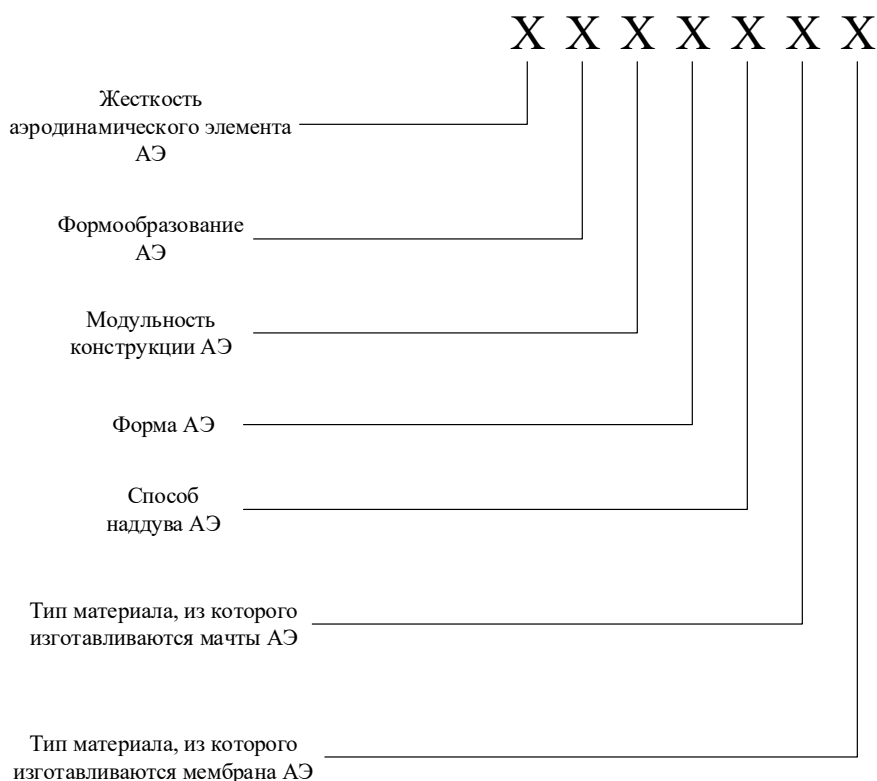 X X X X X X X
Жесткость
аэродинамического элемента
АЭ
Формообразование
АЭ
Модульность
конструкции АЭ
Форма АЭ
Способ
наддува АЭ
Тип материала, из которого
изготавливаются мачты АЭ
Тип материала, из которого
изготавливаются мембрана АЭ